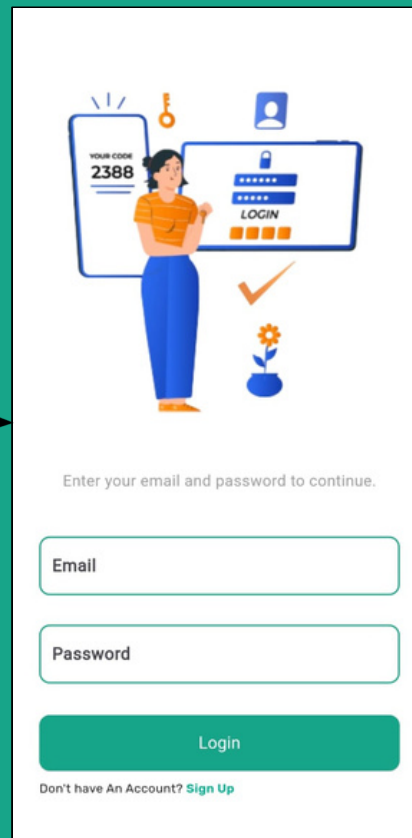 YOUR CODE
2388
LOGIN
Enter your email and password to continue.
Email
Password
Login
Don't have An Account? Sign Up